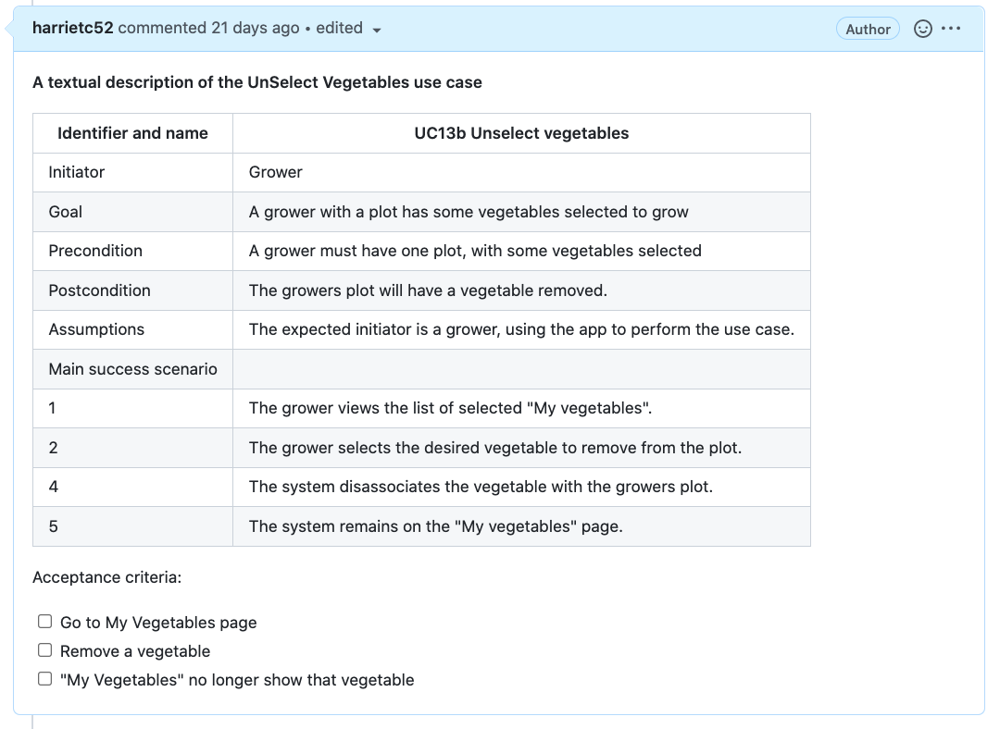 harrietc52 commented 21 days ago • edited
Author
A textual description of the UnSelect Vegetables use case
Identifier and name UC13b Unselect vegetables
Initiator Grower
Goal A grower with a plot has some vegetables selected to grow
Precondition A grower must have one plot, with some vegetables selected
Postcondition The growers plot will have a vegetable removed.
Assumptions The expected initiator is a grower, using the app to perform the use case.
Main success scenario
1 The grower views the list of selected "My vegetables".
2 The grower selects the desired vegetable to remove from the plot.
4 The system disassociates the vegetable with the growers plot.
5 The system remains on the "My vegetables" page.
Acceptance criteria:
Go to My Vegetables page
Remove a vegetable
"My Vegetables" no longer show that vegetable